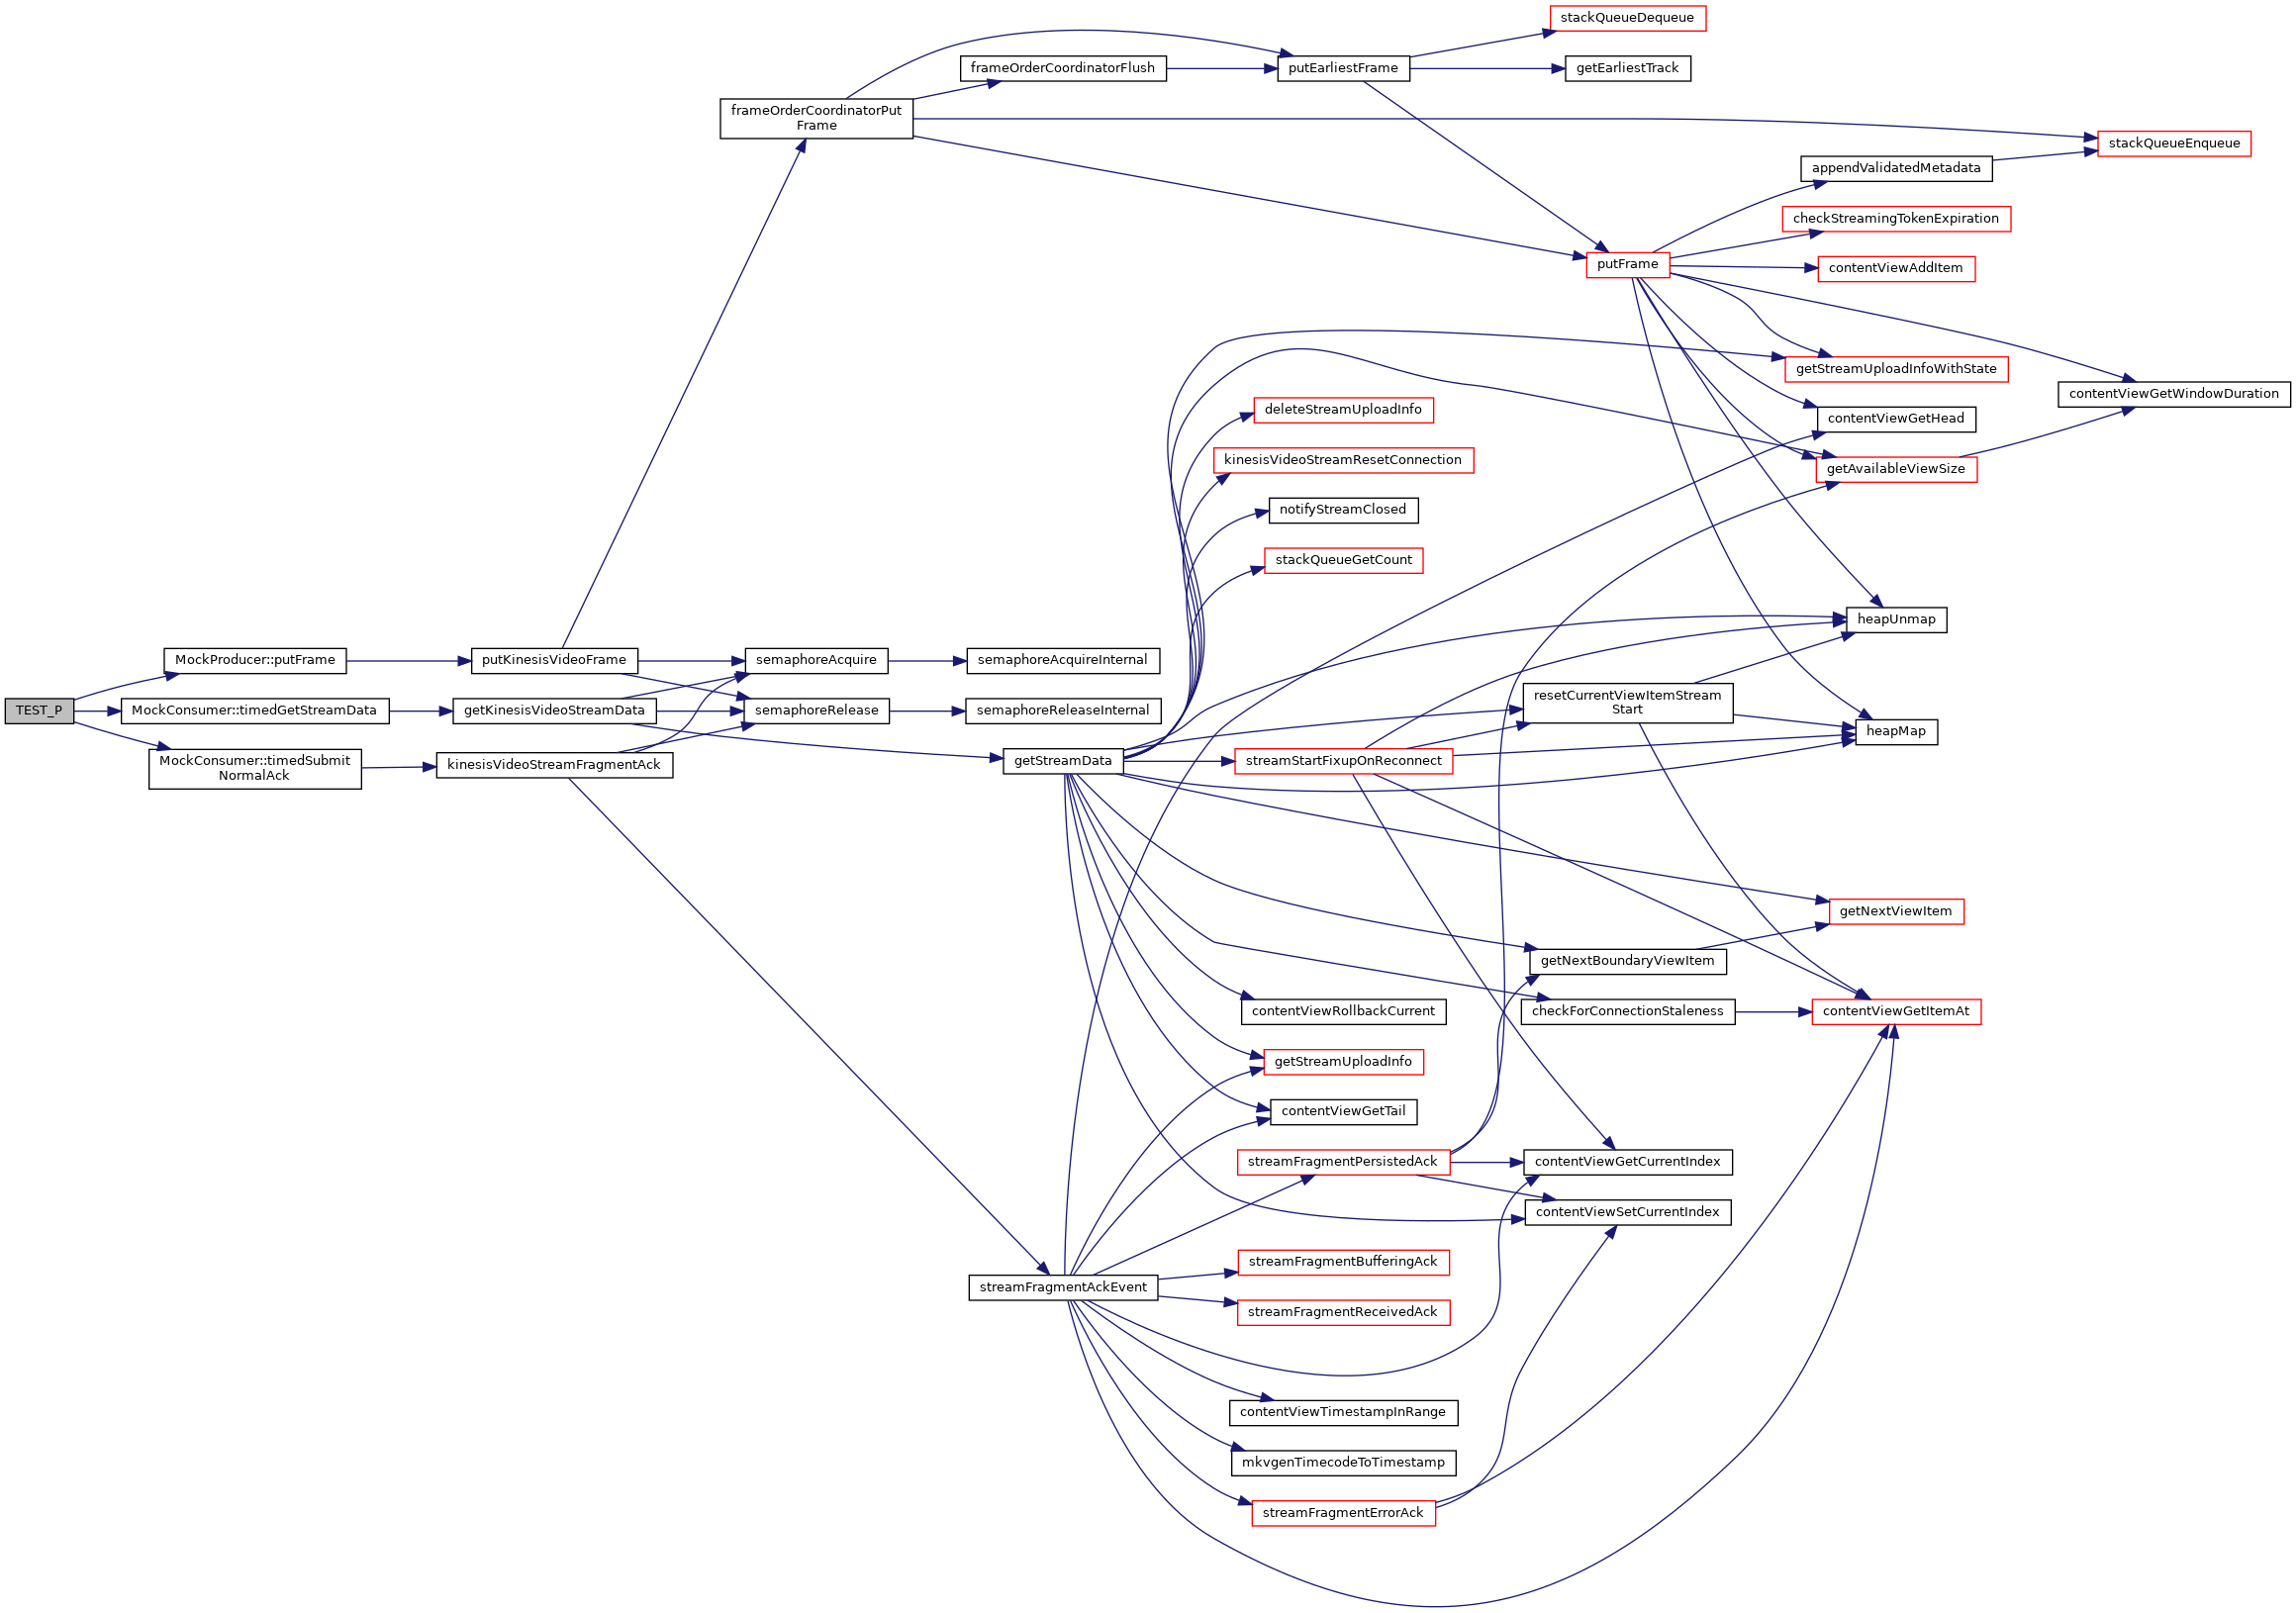 stackQueueDequeue
frameOrderCoordinatorFlush
putEarliestFrame
getEarliestTrack
frameOrderCoordinatorPut
Frame
stackQueueEnqueue
appendValidatedMetadata
checkStreamingTokenExpiration
putFrame
contentViewAddItem
getStreamUploadInfoWithState
contentViewGetWindowDuration
deleteStreamUploadInfo
contentViewGetHead
kinesisVideoStreamResetConnection
getAvailableViewSize
notifyStreamClosed
stackQueueGetCount
heapUnmap
MockProducer::putFrame
putKinesisVideoFrame
semaphoreAcquire
semaphoreAcquireInternal
TEST_P
MockConsumer::timedGetStreamData
getKinesisVideoStreamData
semaphoreRelease
semaphoreReleaseInternal
resetCurrentViewItemStream
Start
heapMap
MockConsumer::timedSubmit
NormalAck
kinesisVideoStreamFragmentAck
getStreamData
streamStartFixupOnReconnect
getNextViewItem
getNextBoundaryViewItem
contentViewRollbackCurrent
checkForConnectionStaleness
contentViewGetItemAt
getStreamUploadInfo
contentViewGetTail
streamFragmentPersistedAck
contentViewGetCurrentIndex
contentViewSetCurrentIndex
streamFragmentBufferingAck
streamFragmentAckEvent
streamFragmentReceivedAck
contentViewTimestampInRange
mkvgenTimecodeToTimestamp
streamFragmentErrorAck